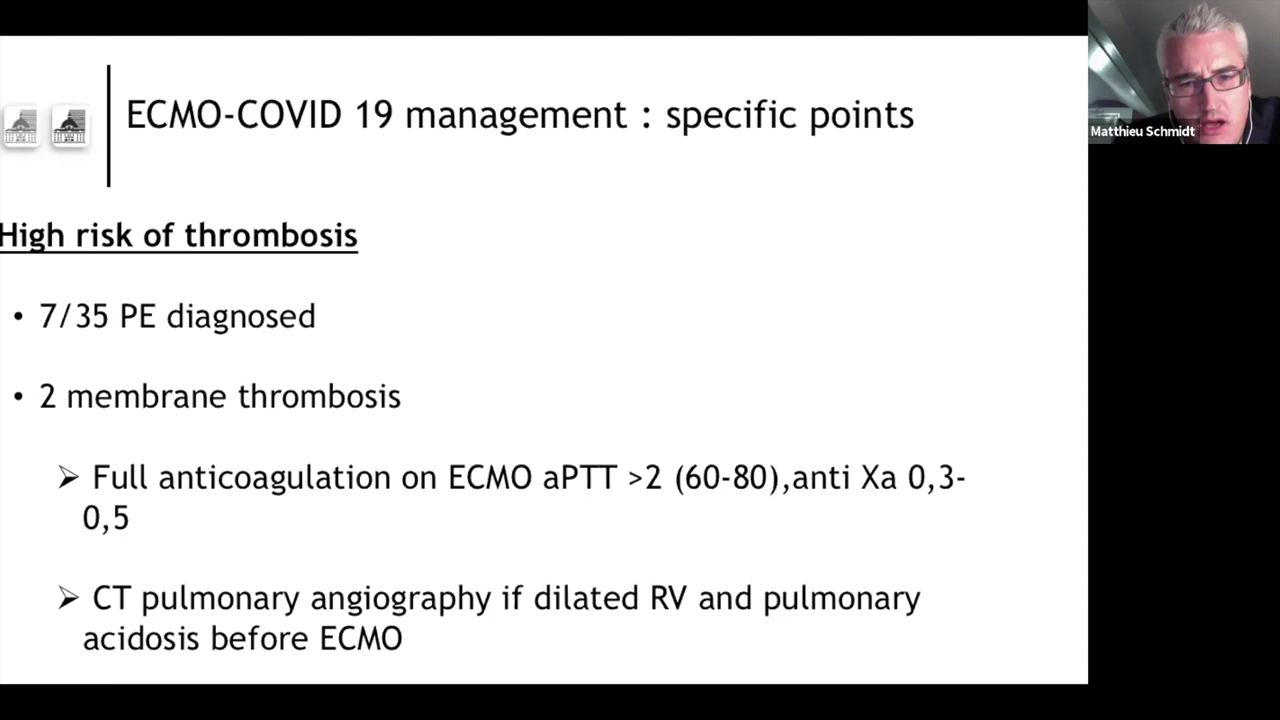 ECMO-COVID 19 management : specific points
Matthieu Schmidt
High risk of thrombosis
• 7/35 PE diagnosed
• 2 membrane thrombosis
➢ Full anticoagulation on ECMO aPTT >2 (60-80),anti Xa 0,3-
0,5
➢ CT pulmonary angiography if dilated RV and pulmonary
acidosis before ECMO